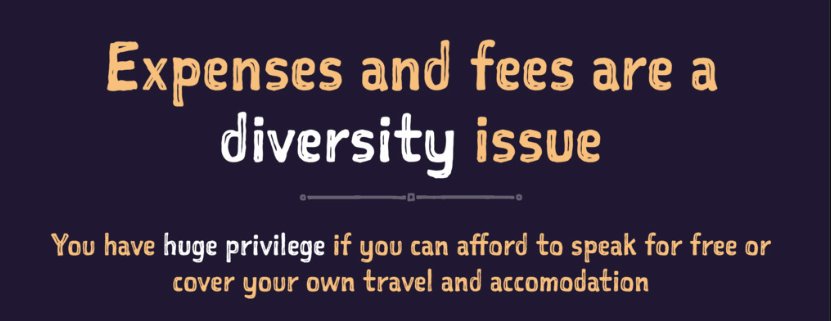 Expenses and fees are a
diversity issue
You have huge privilege if you can afford to speak for free or
cover your own travel and accomodation